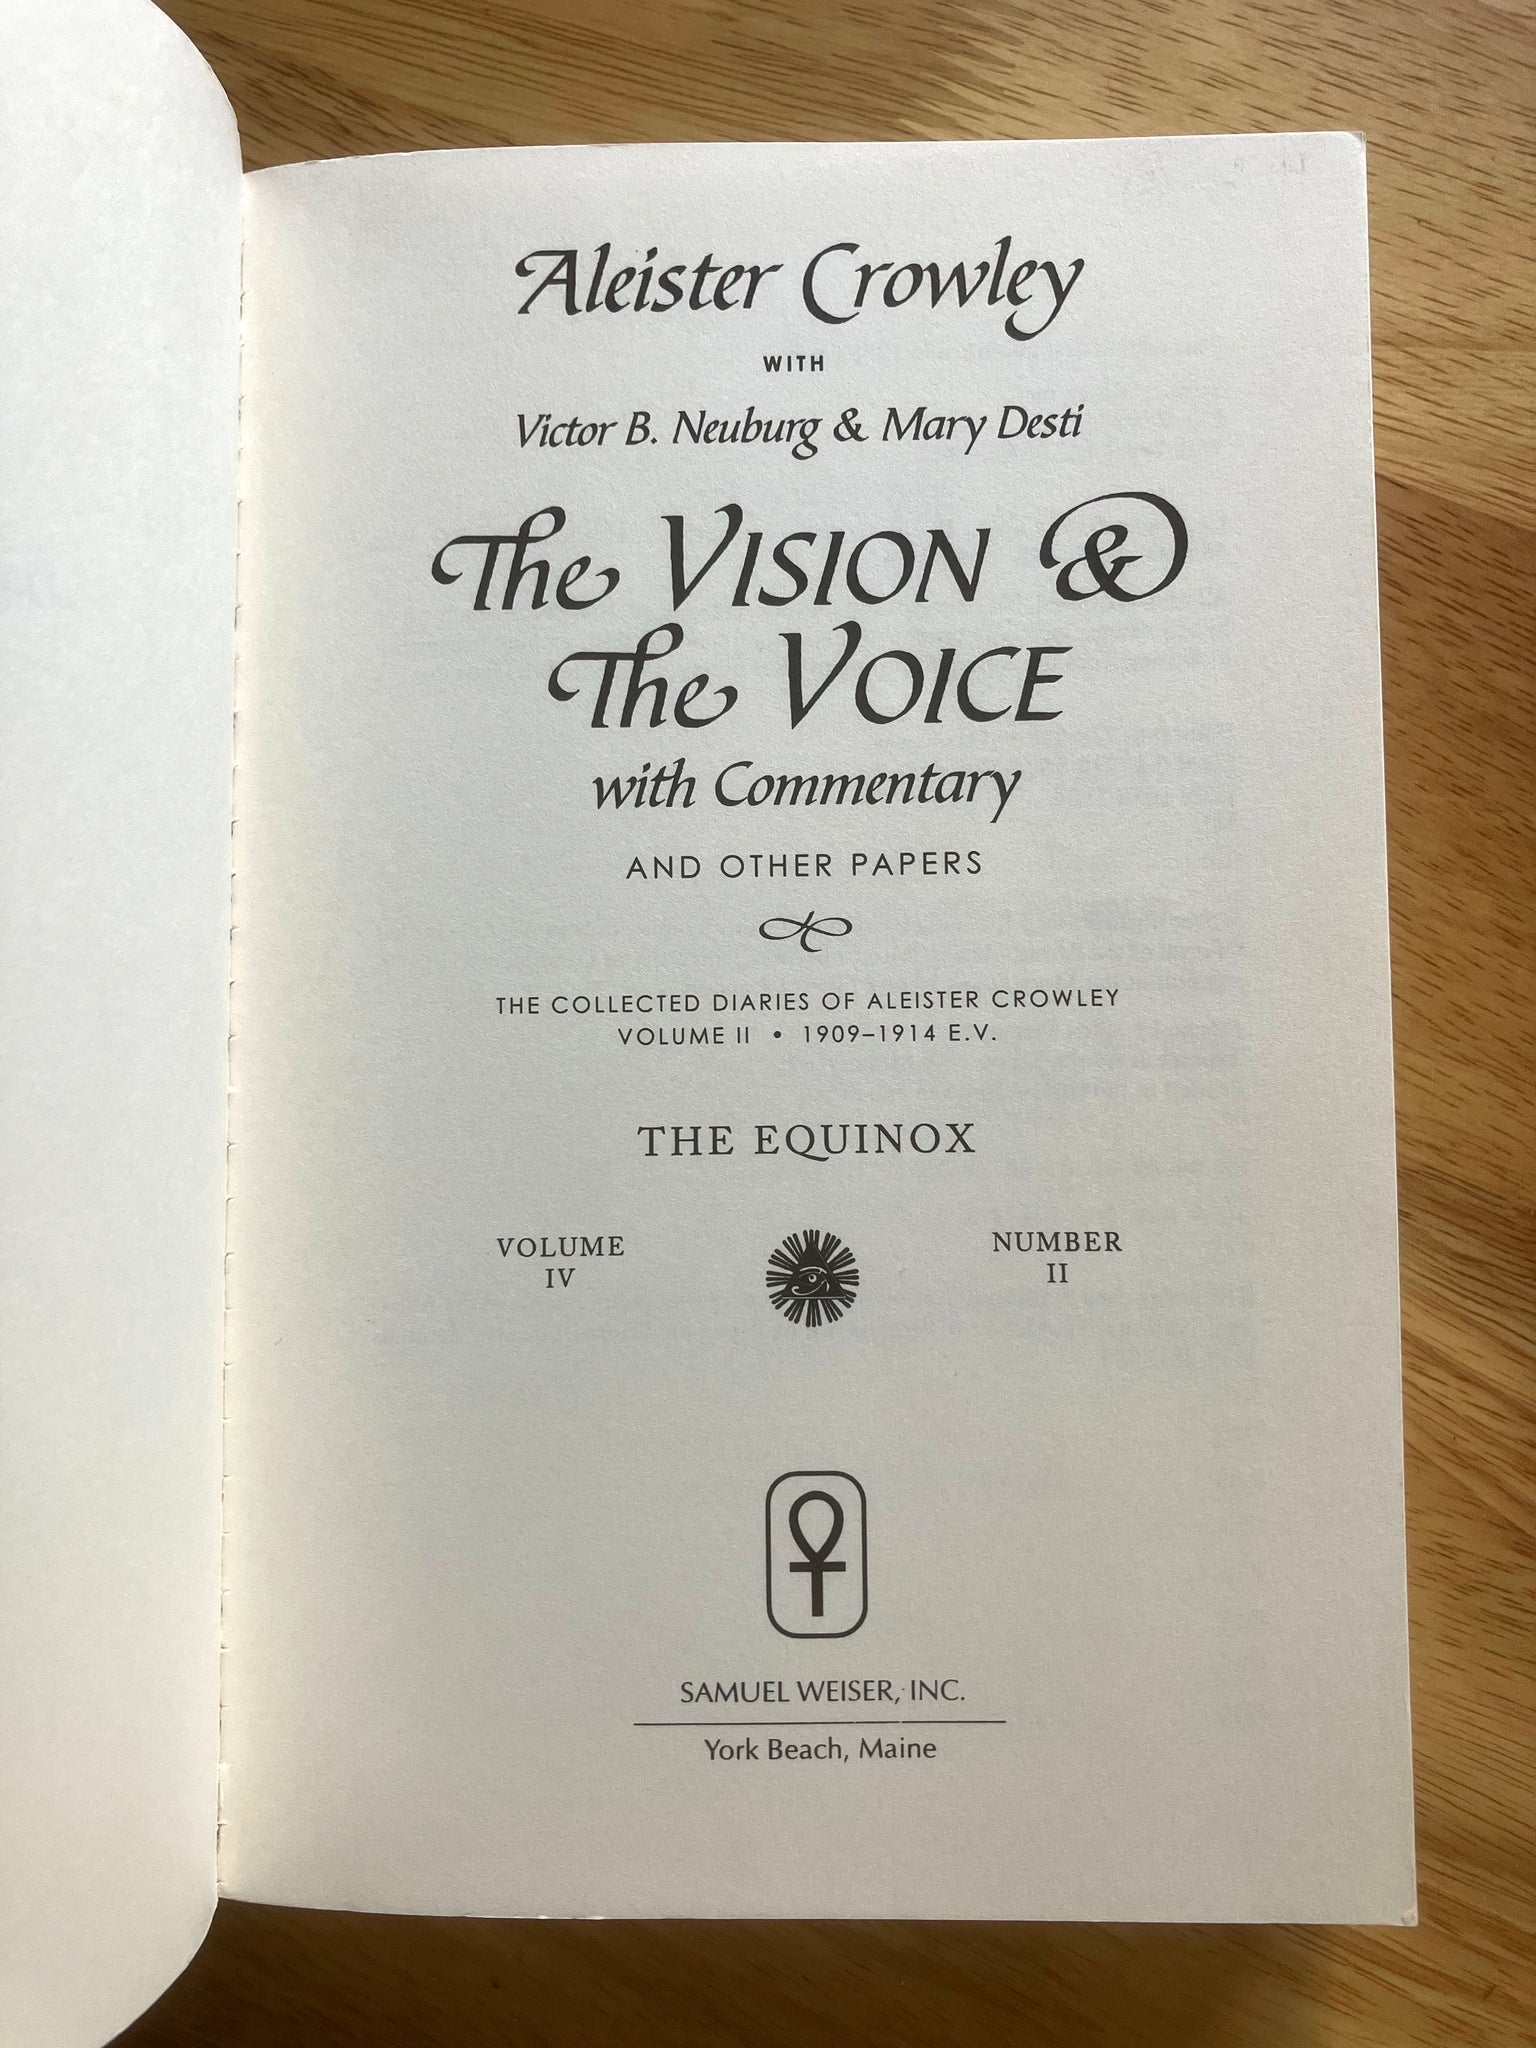 Aleister Crowley
WITH
Victor B. Neuburg & Mary Desti
The VISION &
The VOICE
with Commentary
AND OTHER PAPERS
THE COLLECTED DIARIES OF ALEISTER CROWLEY
VOLUME II • 1909–1914 E.V.
THE EQUINOX
VOLUME
IV
NUMBER
II
SAMUEL WEISER, INC.
York Beach, Maine